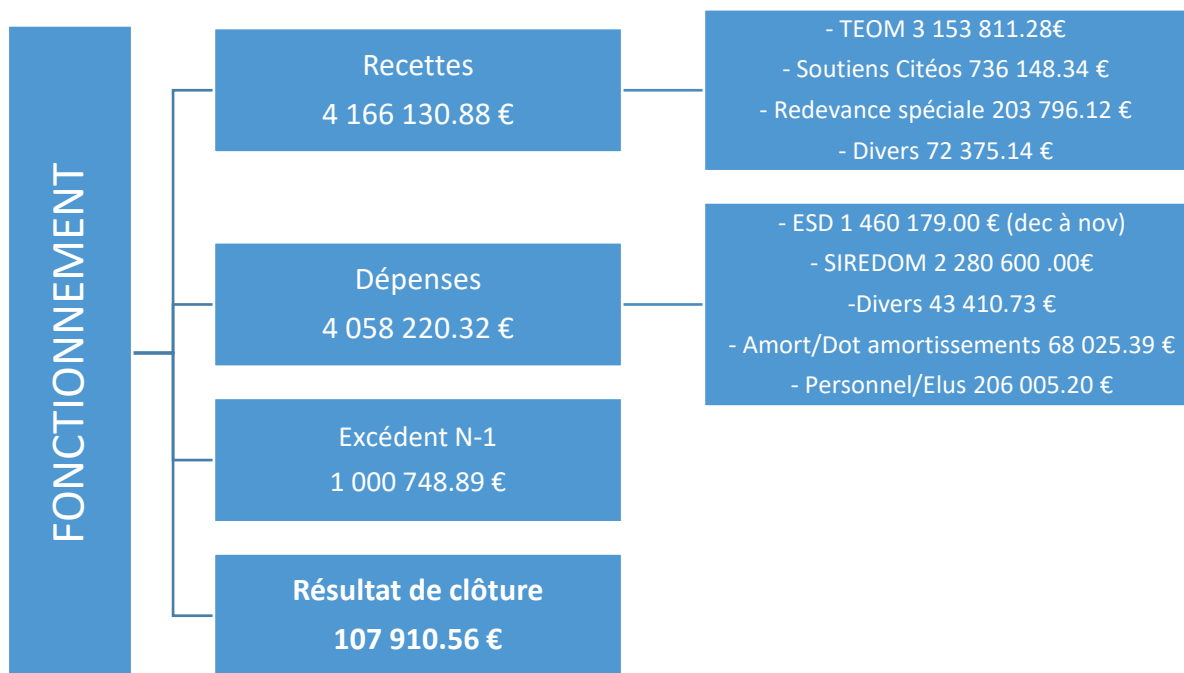 FONCTIONNEMENT
Recettes
4 166 130.88 €
- TEOM 3 153 811.28€
- Soutiens Citéos 736 148.34 €
- Redevance spéciale 203 796.12 €
- Divers 72 375.14 €
Dépenses
4 058 220.32 €
- ESD 1 460 179.00 € (dec à nov)
- SIREDOM 2 280 600 .00€
-Divers 43 410.73 €
- Amort/Dot amortissements 68 025.39 €
- Personnel/Elus 206 005.20 €
Excédent N-1
1 000 748.89 €
Résultat de clôture
107 910.56 €